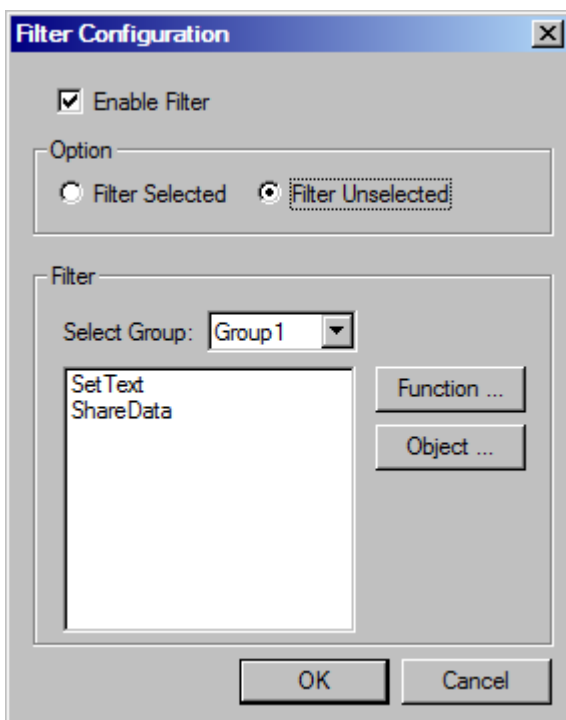 Filter Configuration
Enable Filter
Option
Filter Selected
Filter Unselected
Filter
Select Group:
Group1
SetText
ShareData
Function ...
Object ...
OK
Cancel